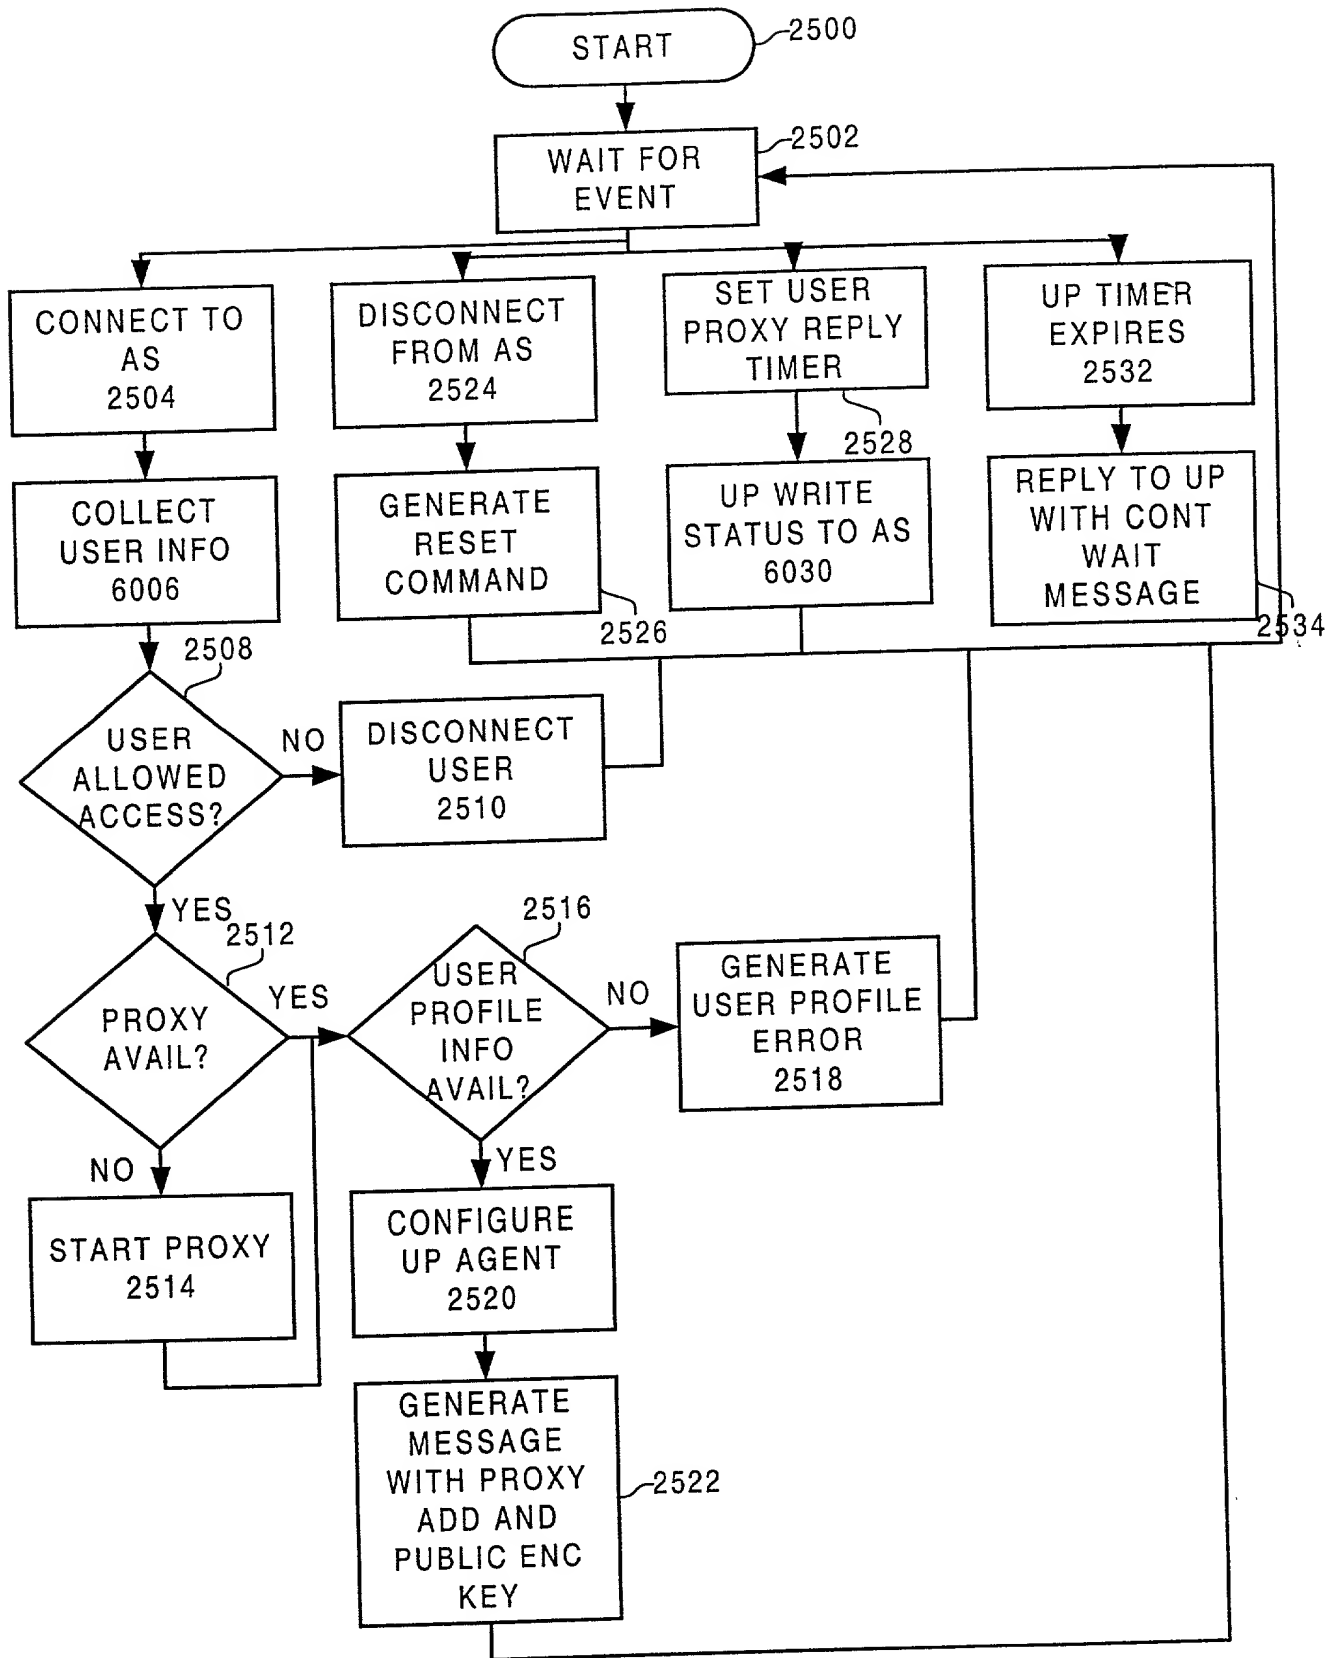 START
2500
WAIT FOR
EVENT
2502
CONNECT TO
AS
2504
DISCONNECT
FROM AS
2524
SET USER
PROXY REPLY
TIMER
2528
UP TIMER
EXPIRES
2532
COLLECT
USER INFO
6006
GENERATE
RESET
COMMAND
2526
UP WRITE
STATUS TO AS
6030
REPLY TO UP
WITH CONT
WAIT
MESSAGE
2534
2508
USER
ALLOWED
ACCESS?
NO
DISCONNECT
USER
2510
YES
2512
PROXY
AVAIL?
YES
2516
USER
PROFILE
INFO
AVAIL?
NO
GENERATE
USER PROFILE
ERROR
2518
NO
START PROXY
2514
YES
CONFIGURE
UP AGENT
2520
GENERATE
MESSAGE
WITH PROXY
ADD AND
PUBLIC ENC
KEY
2522